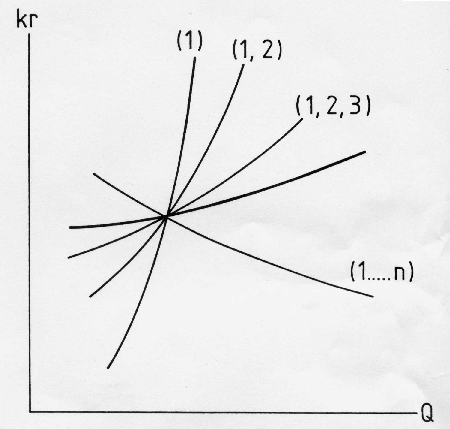 kr
(1)
(1, 2)
(1, 2, 3)
(1.....n)
Q